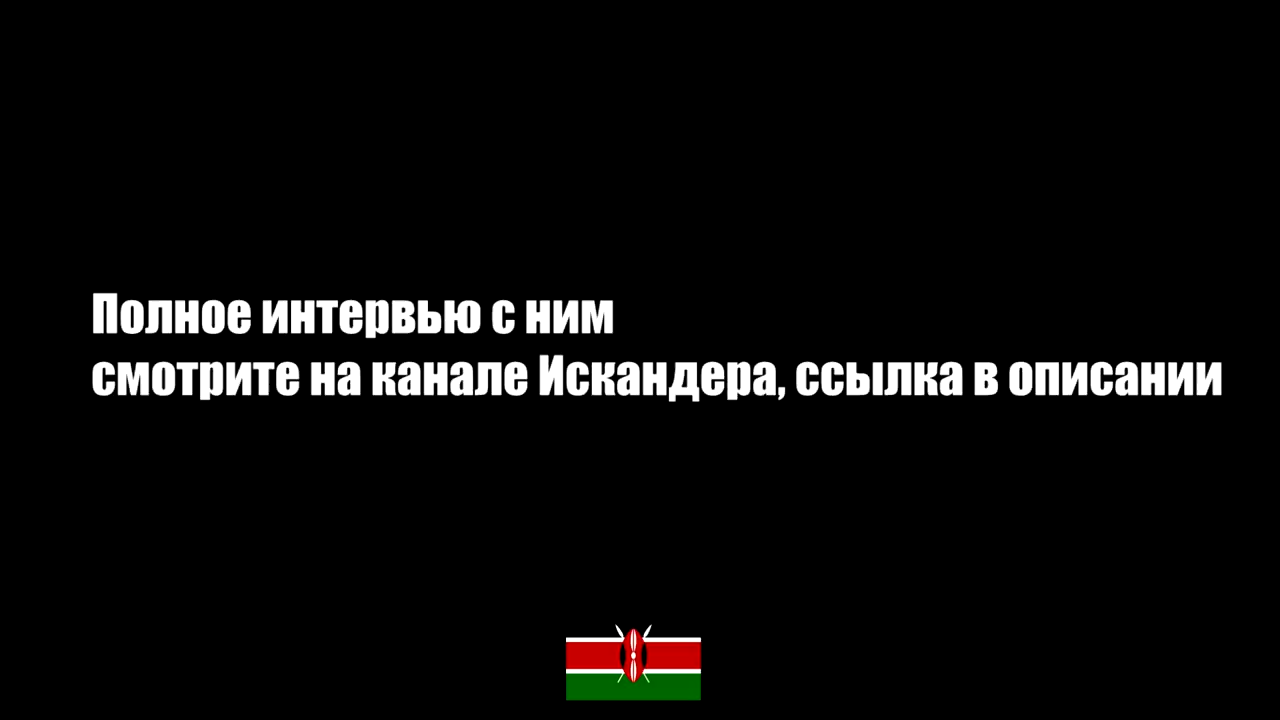 Полное интервью с ним
смотрите на канале Искандера, ссылка в описании